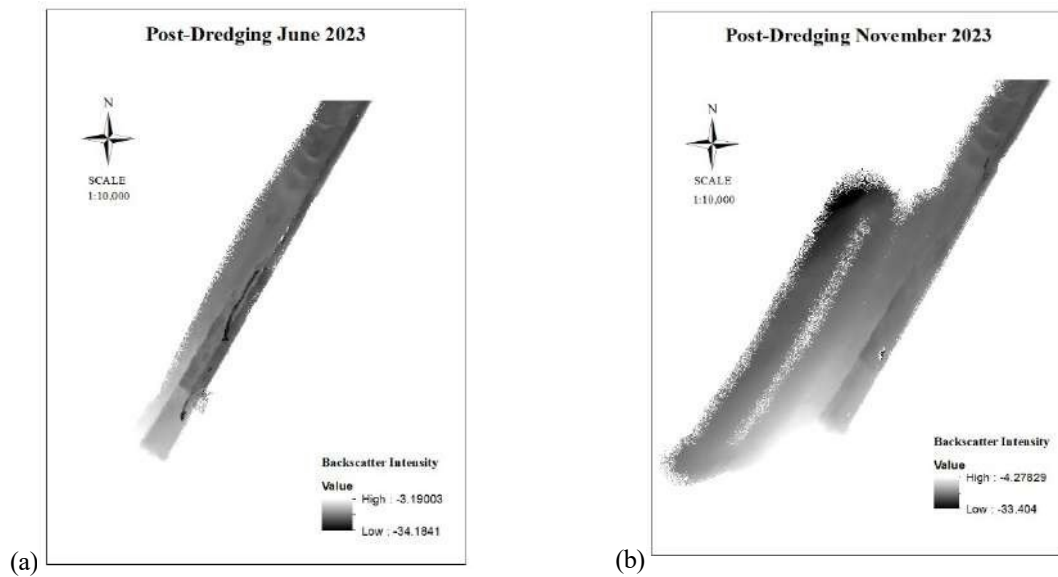 Post-Dredging June 2023
N
SCALE
1:10,000
Backscatter Intensity
Value
High : -3.19003
Low : -34.1841
(a)
Post-Dredging November 2023
N
SCALE
1:10,000
Backscatter Intensity
Value
High : -4.27829
Low : -33.404
(b)